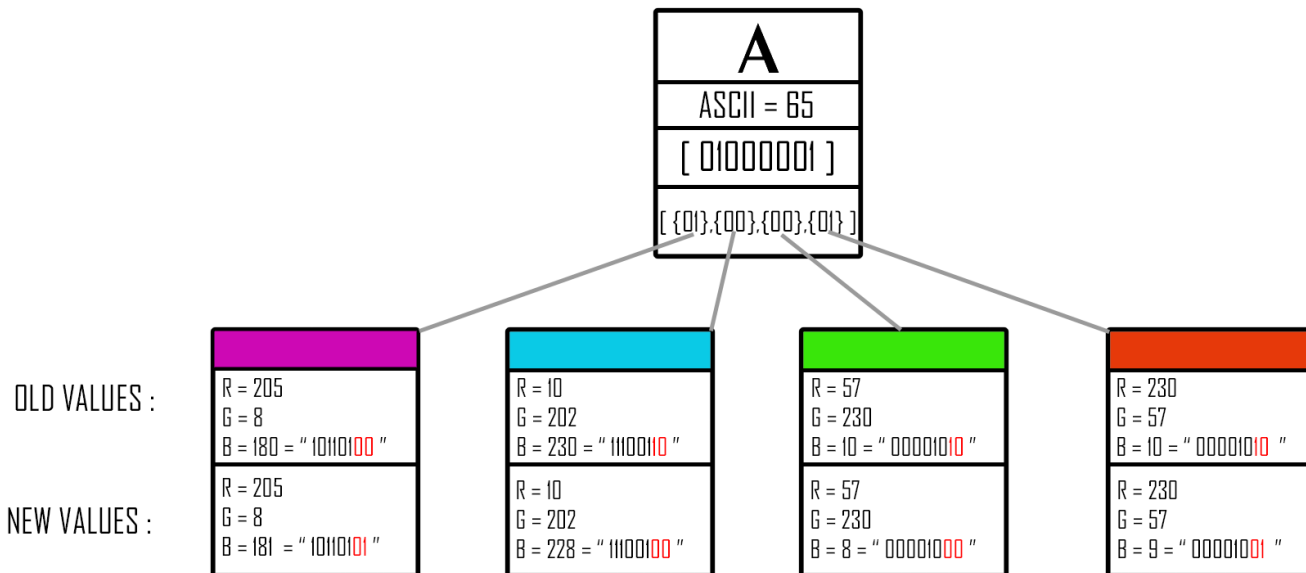 A
ASCII = 65
[ 01000001 ]
[ {01},{00},{00},{01} ]
OLD VALUES :
R = 205
G = 8
B = 180 = “ 10110100 ”
R = 10
G = 202
B = 230 = “ 11100110 ”
R = 57
G = 230
B = 10 = “ 00001010 ”
R = 230
G = 57
B = 10 = “ 00001010 ”
NEW VALUES :
R = 205
G = 8
B = 181 = “ 10110101 ”
R = 10
G = 202
B = 228 = “ 11100100 ”
R = 57
G = 230
B = 8 = “ 00001000 ”
R = 230
G = 57
B = 9 = “ 00001001 ”